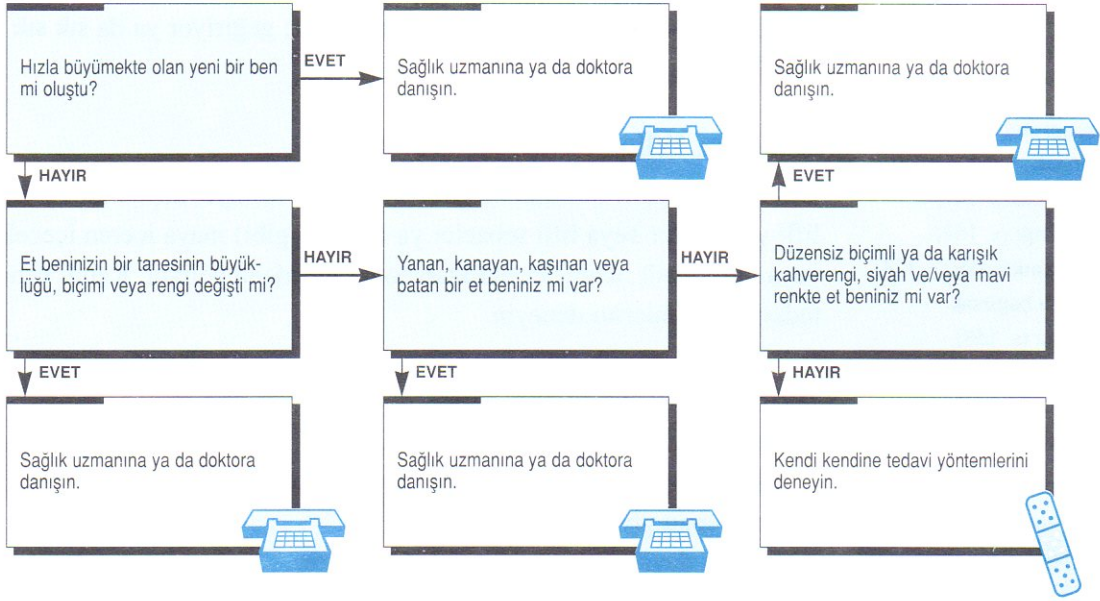 Hızla büyümekte olan yeni bir ben
mi oluştu?
EVET
Sağlık uzmanına ya da doktora
danışın.
Sağlık uzmanına ya da doktora
danışın.
HAYIR
EVET
Et beninizin bir tanesinin büyük-
lüğü, biçimi veya rengi değişti mi?
HAYIR
Yanan, kanayan, kaşınan veya
batan bir et beniniz mi var?
HAYIR
Düzensiz biçimli ya da karışık
kahverengi, siyah ve/veya mavi
renkte et beniniz mi var?
EVET
EVET
HAYIR
Sağlık uzmanına ya da doktora
danışın.
Sağlık uzmanına ya da doktora
danışın.
Kendi kendine tedavi yöntemlerini
deneyin.